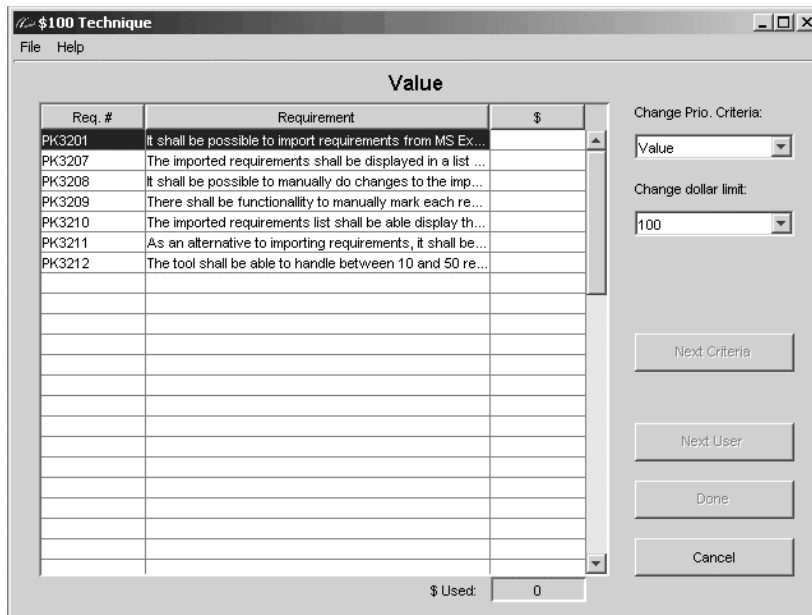 $100 Technique
File Help
Value
Req. # Requirement $
PK3201 It shall be possible to import requirements from MS Ex...
PK3207 The imported requirements shall be displayed in a list ...
PK3208 It shall be possible to manually do changes to the imp...
PK3209 There shall be functionallity to manually mark each re...
PK3210 The imported requirements list shall be able display th...
PK3211 As an alternative to importing requirements, it shall be...
PK3212 The tool shall be able to handle between 10 and 50 re...
Change Prio. Criteria:
Value
Change dollar limit:
100
Next Criteria
Next User
Done
Cancel
$ Used: 0